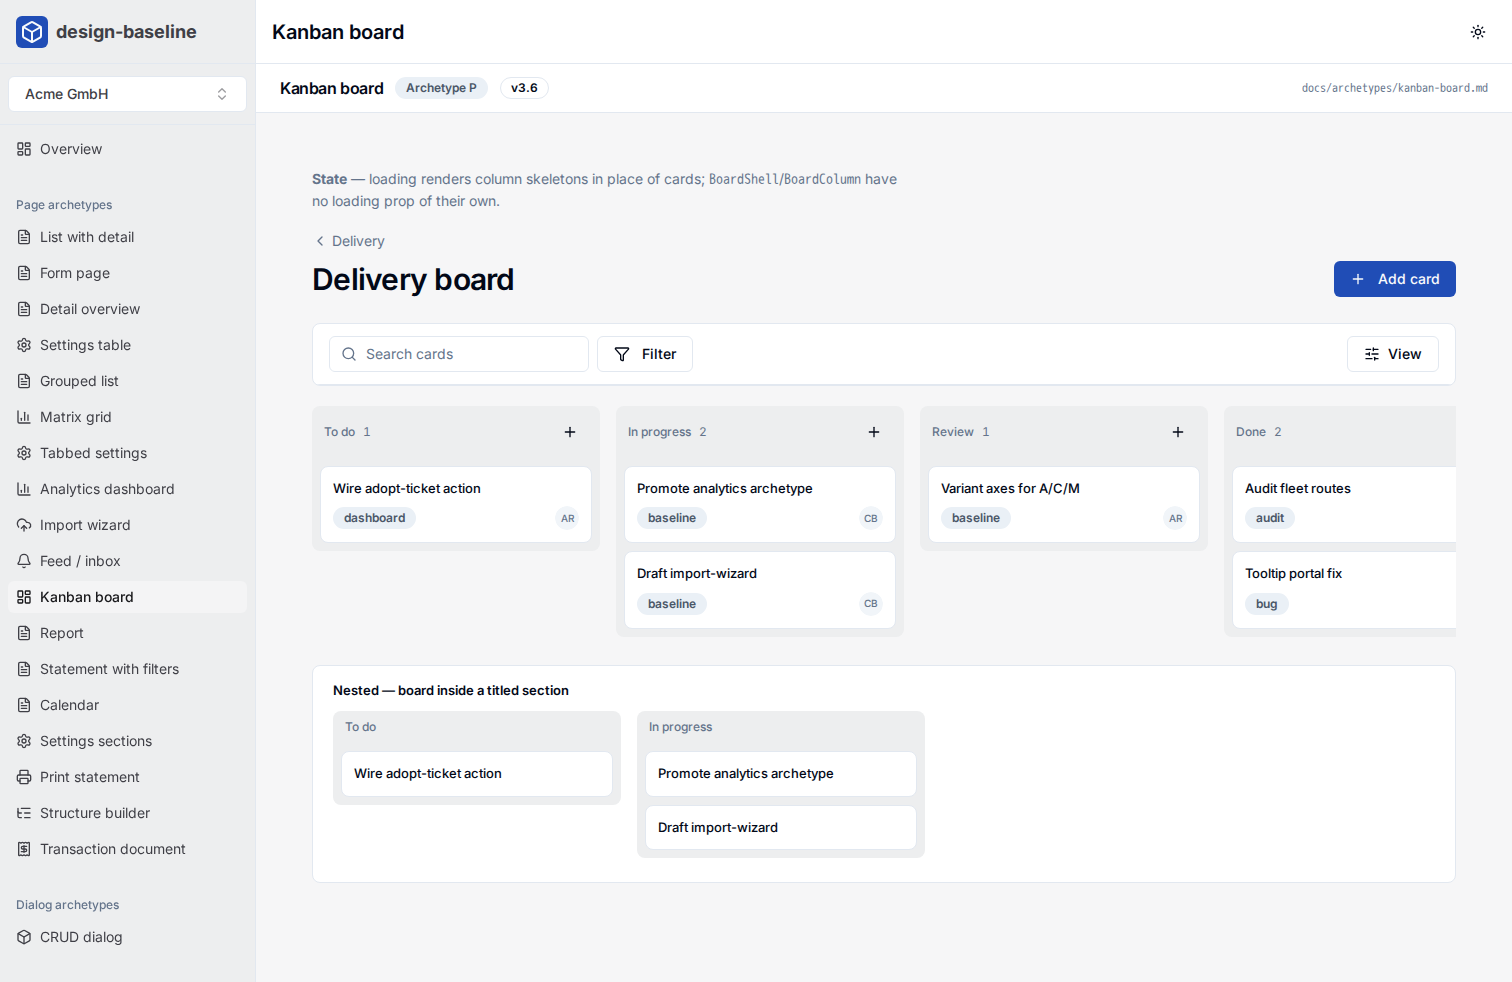 design-baseline
Acme GmbH
Overview
Page archetypes
List with detail
Form page
Detail overview
Settings table
Grouped list
Matrix grid
Tabbed settings
Analytics dashboard
Import wizard
Feed / inbox
Kanban board
Report
Statement with filters
Calendar
Settings sections
Print statement
Structure builder
Transaction document
Dialog archetypes
CRUD dialog
Kanban board
Kanban board Archetype P v3.6 docs/archetypes/kanban-board.md
State — loading renders column skeletons in place of cards; BoardShell/BoardColumn have
no loading prop of their own.
Delivery
Delivery board
Add card
Search cards Filter View
To do 1
Wire adopt-ticket action
dashboard AR
In progress 2
Promote analytics archetype
baseline CB
Draft import-wizard
baseline CB
Review 1
Variant axes for A/C/M
baseline AR
Done 2
Audit fleet routes
audit
Tooltip portal fix
bug
Nested — board inside a titled section
To do
Wire adopt-ticket action
In progress
Promote analytics archetype
Draft import-wizard